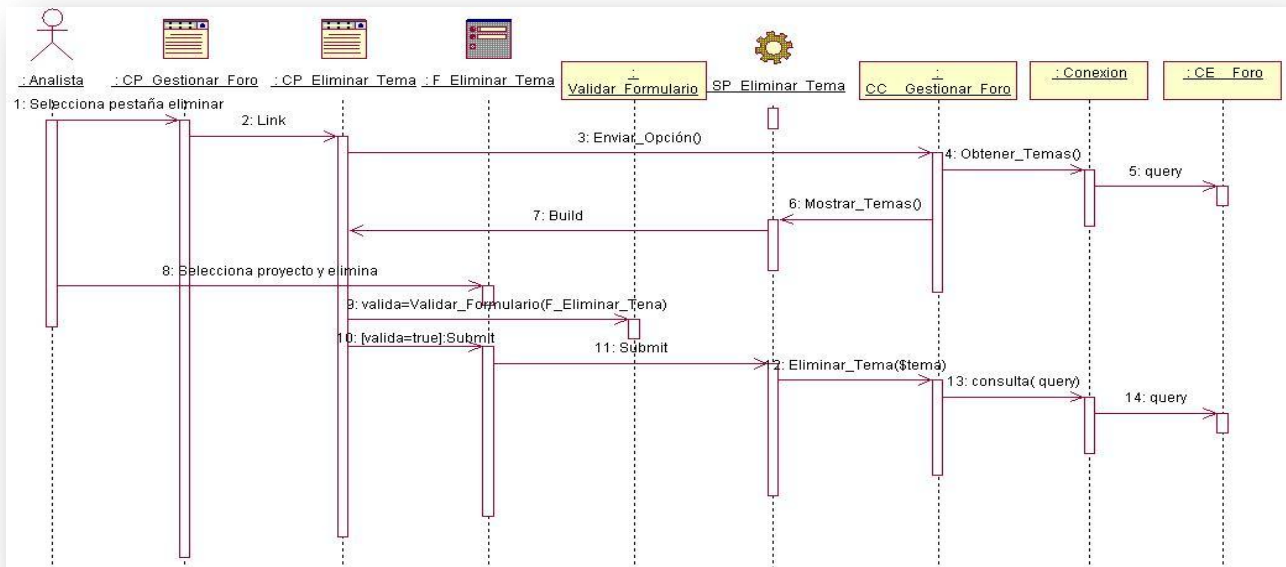 : Analista
: CP_Gestionar_Foro
: CP_Eliminar_Tema
: F_Eliminar_Tema
:
Validar_Formulario
:
SP_Eliminar_Tema
:
CC__Gestionar_Foro
: Conexion
: CE__Foro
1: Selecciona pestaña eliminar
2: Link
3: Enviar_Opción()
4: Obtener_Temas()
5: query
6: Mostrar_Temas()
7: Build
8: Selecciona proyecto y elimina
9: valida=Validar_Formulario(F_Eliminar_Tena)
10: [valida=true]:Submit
11: Submit
12: Eliminar_Tema($tema)
13: consulta( query)
14: query